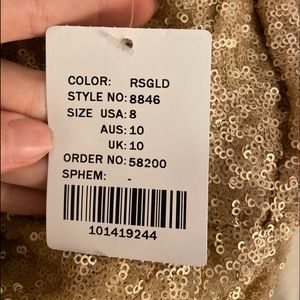 COLOR: RSGLD
STYLE NO: 8846
SIZE USA: 8
AUS: 10
UK: 10
ORDER NO: 58200
SPHEM: -
101419244